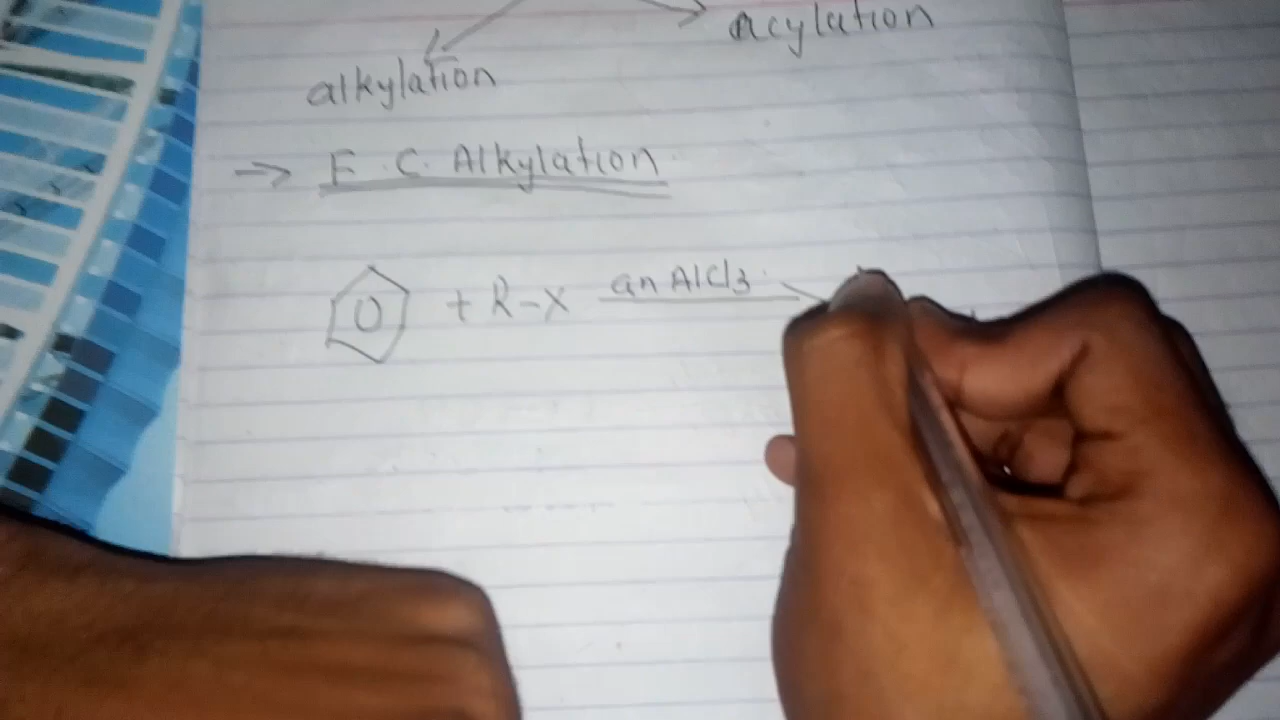 acylation
alkylation
→ F.C. Alkylation
+ R-X an AlCl3